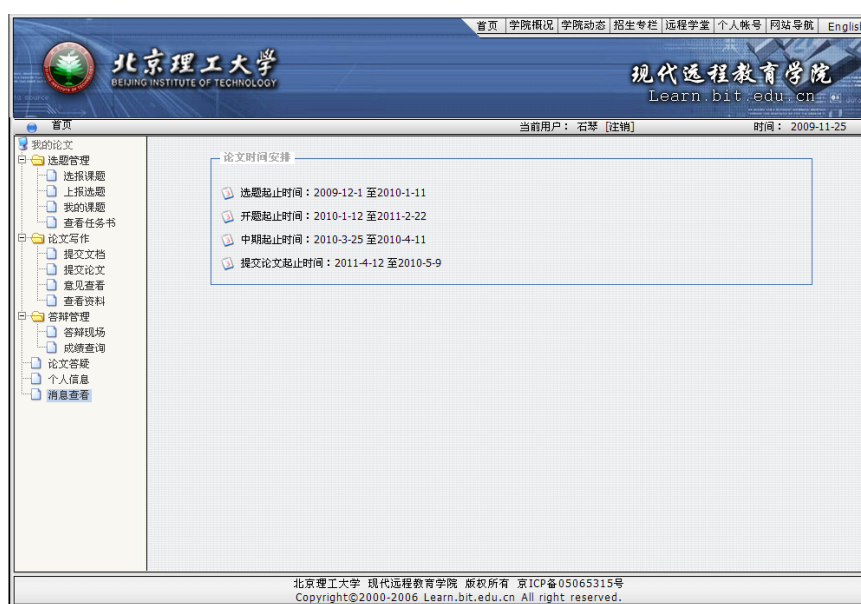 首页 学院概况 学院动态 招生专栏 远程学堂 个人帐号 网站导航 English
北京理工大学
BEIJING INSTITUTE OF TECHNOLOGY
现代远程教育学院
Learn.bit.edu.cn
首页 当前用户： 石琴 [注销] 时间： 2009-11-25
我的论文
选题管理
选报课题
上报选题
我的课题
查看任务书
论文写作
提交文档
提交论文
意见查看
查看资料
答辩管理
答辩现场
成绩查询
论文答疑
个人信息
消息查看
论文时间安排
选题起止时间：2009-12-1 至2010-1-11
开题起止时间：2010-1-12 至2011-2-22
中期起止时间：2010-3-25 至2010-4-11
提交论文起止时间：2011-4-12 至2010-5-9
北京理工大学 现代远程教育学院 版权所有 京ICP备05065315号
Copyright©2000-2006 Learn.bit.edu.cn All right reserved.